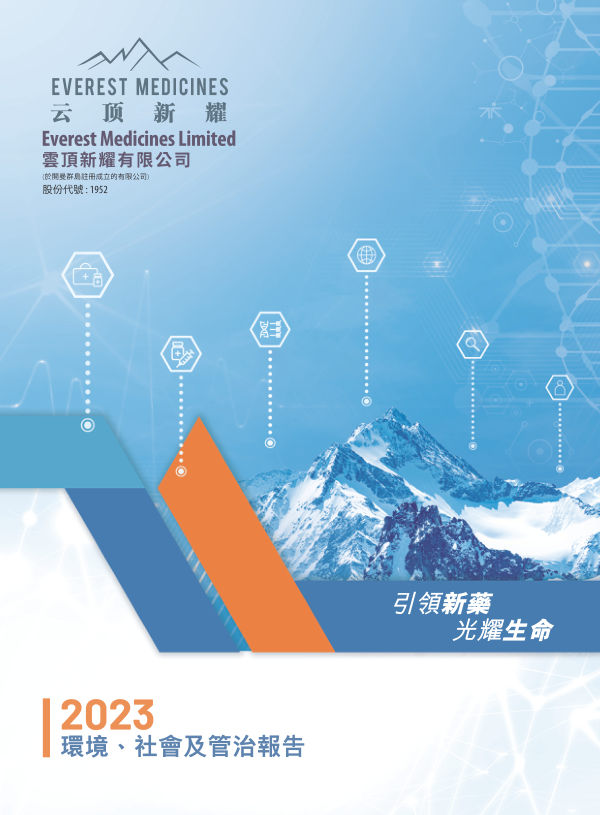 EVEREST MEDICINES
云顶新耀
Everest Medicines Limited
雲頂新耀有限公司
(於開曼群島註冊成立的有限公司)
股份代號 : 1952
引領新藥
光耀生命
2023
環境、社會及管治報告